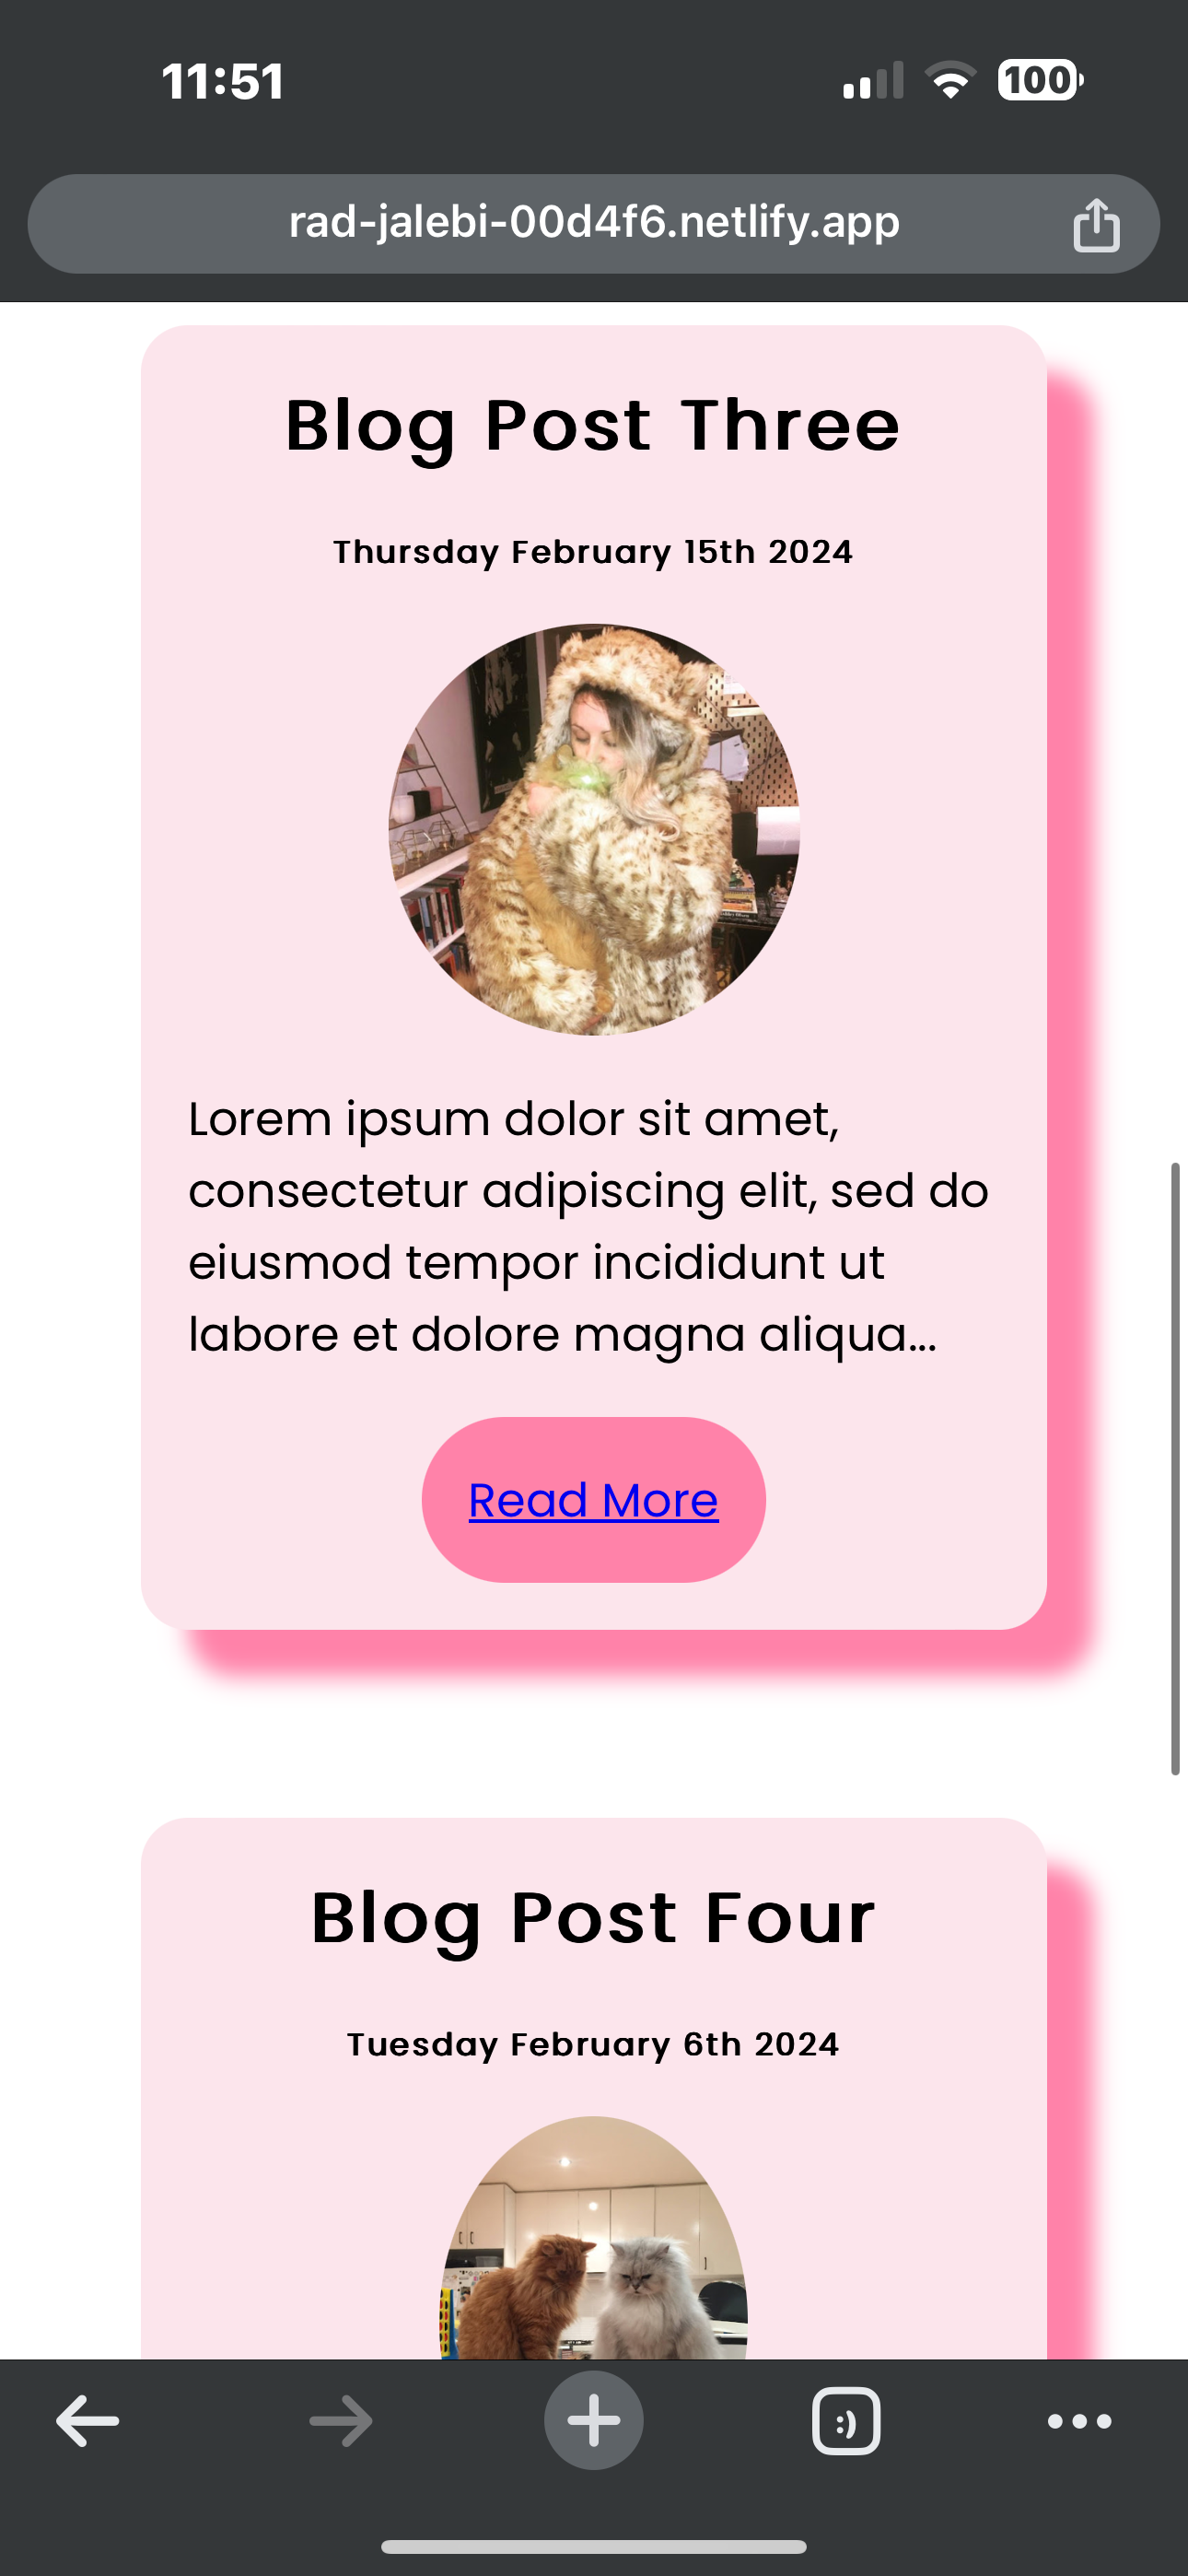 11:51
100
rad-jalebi-00d4f6.netlify.app
Blog Post Three
Thursday February 15th 2024
Lorem ipsum dolor sit amet,
consectetur adipiscing elit, sed do
eiusmod tempor incididunt ut
labore et dolore magna aliqua...
Read More
Blog Post Four
Tuesday February 6th 2024
:)